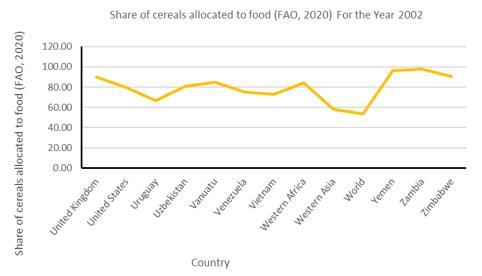 Share of cereals allocated to food (FAO, 2020) For the Year 2002
Share of cereals allocated to food (FAO, 2020)
120.00
100.00
80.00
60.00
40.00
20.00
0.00
United Kingdom
United States
Uruguay
Uzbekistan
Vanuatu
Venezuela
Vietnam
Western Africa
Western Asia
World
Yemen
Zambia
Zimbabwe
Country